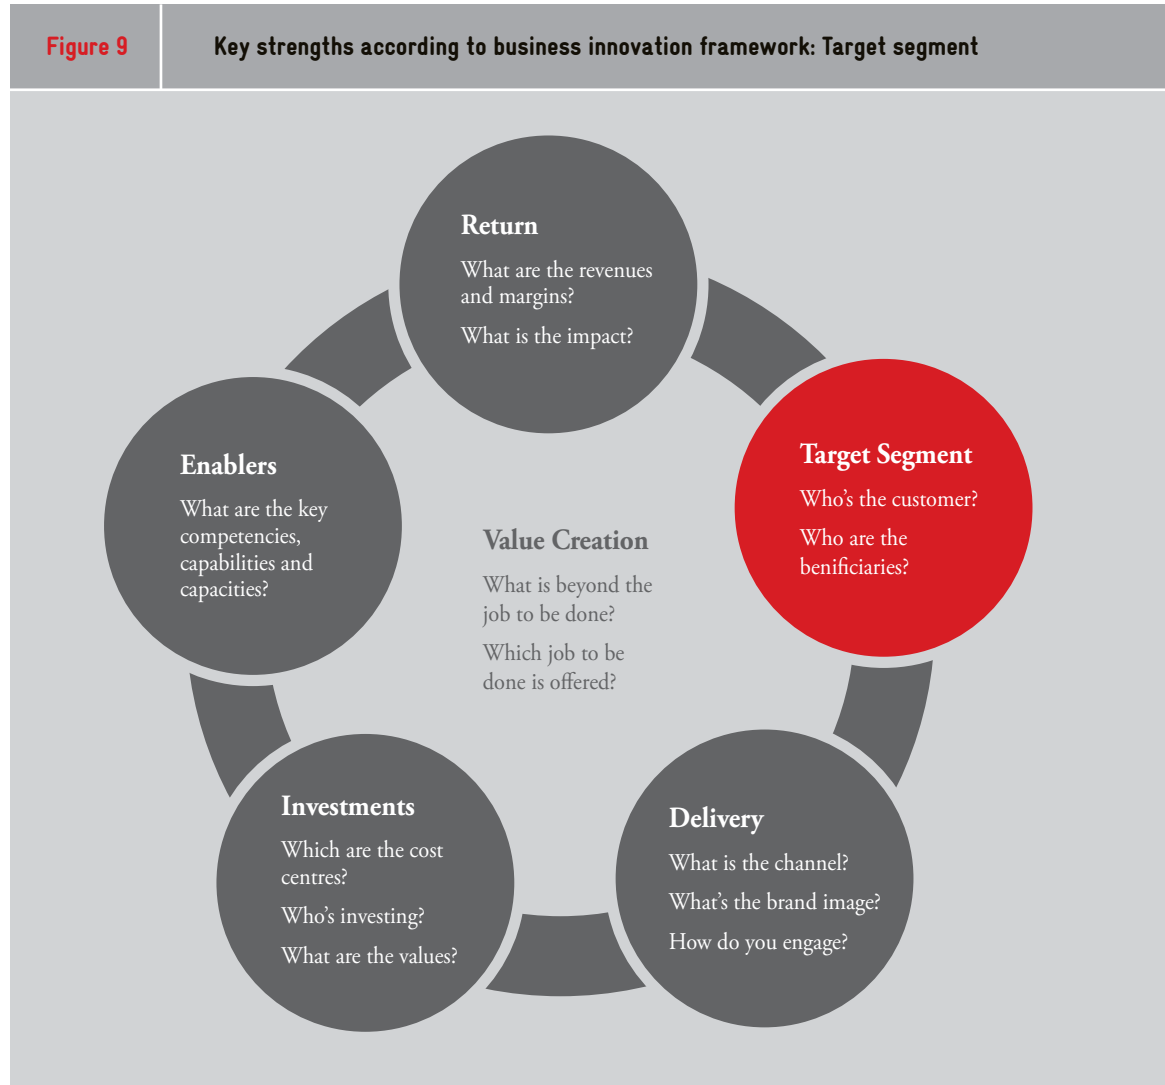 Figure 9
Key strengths according to business innovation framework: Target segment
Return
What are the revenues
and margins?
What is the impact?
Target Segment
Who's the customer?
Who are the
benificiaries?
Enablers
What are the key
competencies,
capabilities and
capacities?
Value Creation
What is beyond the
job to be done?
Which job to be
done is offered?
Investments
Which are the cost
centres?
Who's investing?
What are the values?
Delivery
What is the channel?
What's the brand image?
How do you engage?